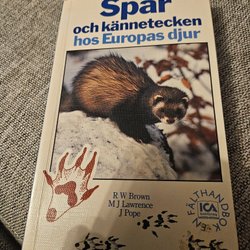 Spår
och kännetecken
hos Europas djur
R W Brown
M J Lawrence
J Pope
FÄLTHANDBOK
ICA